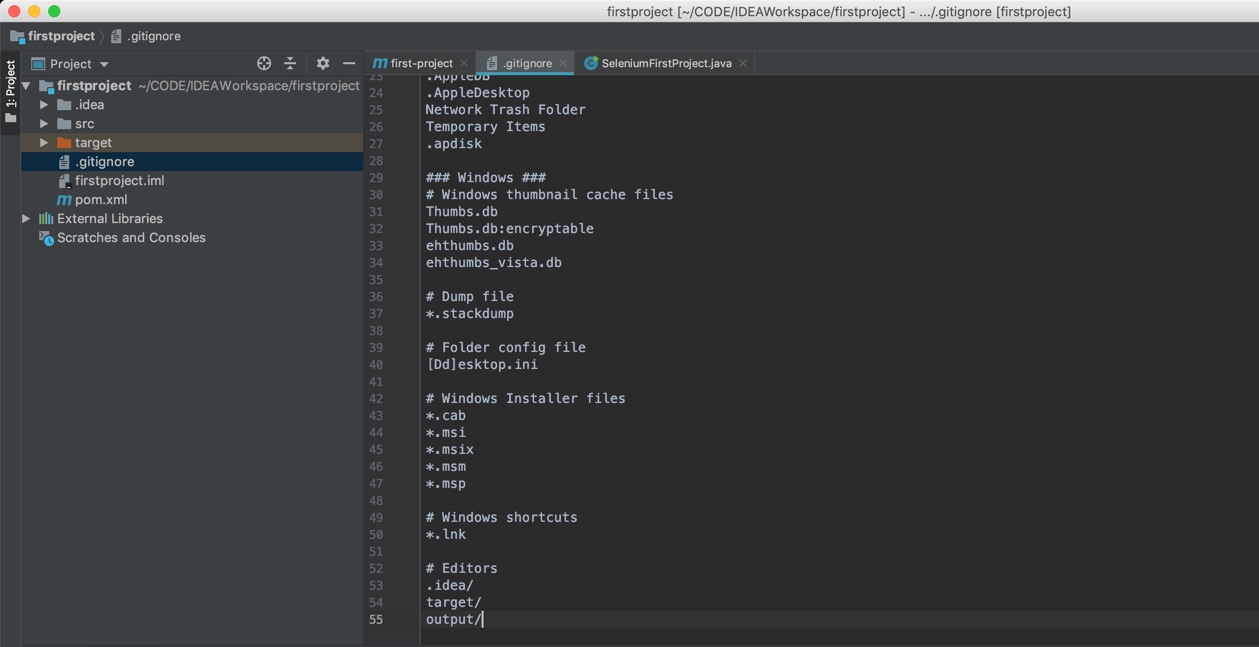 firstproject [~/CODE/IDEAWorkspace/firstproject] - .../.gitignore [firstproject]
firstproject .gitignore
1: Project
Project
firstproject ~/CODE/IDEAWorkspace/firstproject
.idea
src
target
.gitignore
firstproject.iml
pom.xml
External Libraries
Scratches and Consoles
first-project .gitignore SeleniumFirstProject.java
23 .AppleDB
24 .AppleDesktop
25 Network Trash Folder
26 Temporary Items
27 .apdisk
28
29 ### Windows ###
30 # Windows thumbnail cache files
31 Thumbs.db
32 Thumbs.db:encryptable
33 ehthumbs.db
34 ehthumbs_vista.db
35
36 # Dump file
37 *.stackdump
38
39 # Folder config file
40 [Dd]esktop.ini
41
42 # Windows Installer files
43 *.cab
44 *.msi
45 *.msix
46 *.msm
47 *.msp
48
49 # Windows shortcuts
50 *.lnk
51
52 # Editors
53 .idea/
54 target/
55 output/